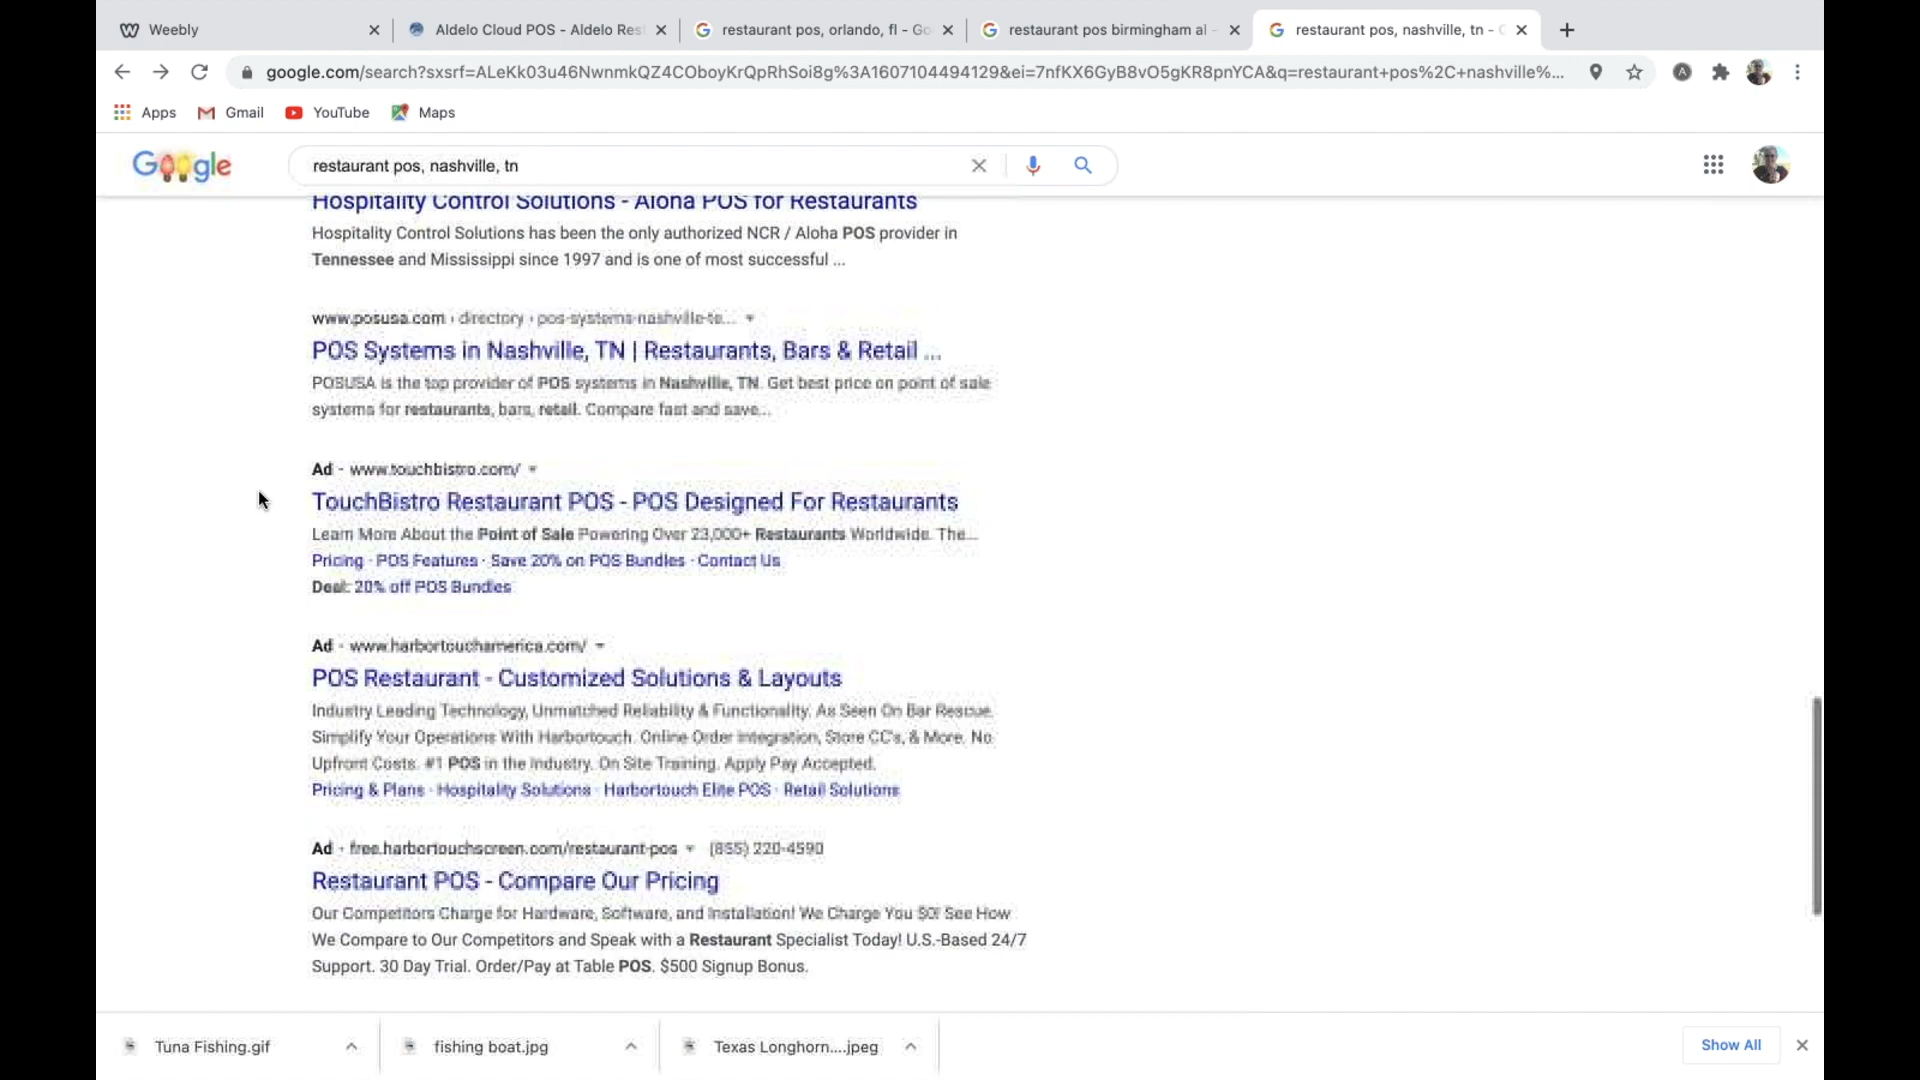 Weebly
Aldelo Cloud POS - Aldelo Res
restaurant pos, orlando, fl - Go
restaurant pos birmingham al -
restaurant pos, nashville, tn -
google.com/search?sxsrf=ALeKk03u46NwnmkQZ4COboyKrQpRhSoi8g%3A1607104494129&ei=7nfKX6GyB8vO5gKR8pnYCA&q=restaurant+pos%2C+nashville%...
Apps
Gmail
YouTube
Maps
Google
restaurant pos, nashville, tn
Hospitality Control Solutions - Aloha POS for Restaurants
Hospitality Control Solutions has been the only authorized NCR / Aloha POS provider in
Tennessee and Mississippi since 1997 and is one of most successful ...
www.posusa.com › directory › pos-systems-nashville-te...
POS Systems in Nashville, TN | Restaurants, Bars & Retail ...
POSUSA is the top provider of POS systems in Nashville, TN. Get best price on point of sale
systems for restaurants, bars, retail. Compare fast and save...
Ad · www.touchbistro.com/
TouchBistro Restaurant POS - POS Designed For Restaurants
Learn More About the Point of Sale Powering Over 23,000+ Restaurants Worldwide. The...
Pricing · POS Features · Save 20% on POS Bundles · Contact Us
Deal: 20% off POS Bundles
Ad · www.harbortouchamerica.com/
POS Restaurant - Customized Solutions & Layouts
Industry Leading Technology, Unmatched Reliability & Functionality. As Seen On Bar Rescue.
Simplify Your Operations With Harbortouch. Online Order Integration, Store CC's, & More. No
Upfront Costs. #1 POS in the Industry. On Site Training. Apply Pay Accepted.
Pricing & Plans · Hospitality Solutions · Harbortouch Elite POS · Retail Solutions
Ad · free.harbortouchscreen.com/restaurant-pos (855) 220-4590
Restaurant POS - Compare Our Pricing
Our Competitors Charge for Hardware, Software, and Installation! We Charge You $0! See How
We Compare to Our Competitors and Speak with a Restaurant Specialist Today! U.S.-Based 24/7
Support. 30 Day Trial. Order/Pay at Table POS. $500 Signup Bonus.
Tuna Fishing.gif
fishing boat.jpg
Texas Longhorn....jpeg
Show All